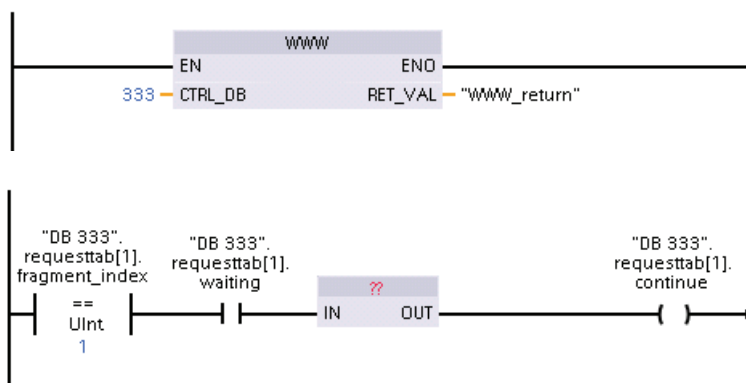 WWW
EN ENO
333 CTRL_DB RET_VAL "WWW_return"
"DB 333".
requesttab[1].
fragment_index
"DB 333".
requesttab[1].
waiting
"DB 333".
requesttab[1].
continue
??
==
UInt
1
IN OUT